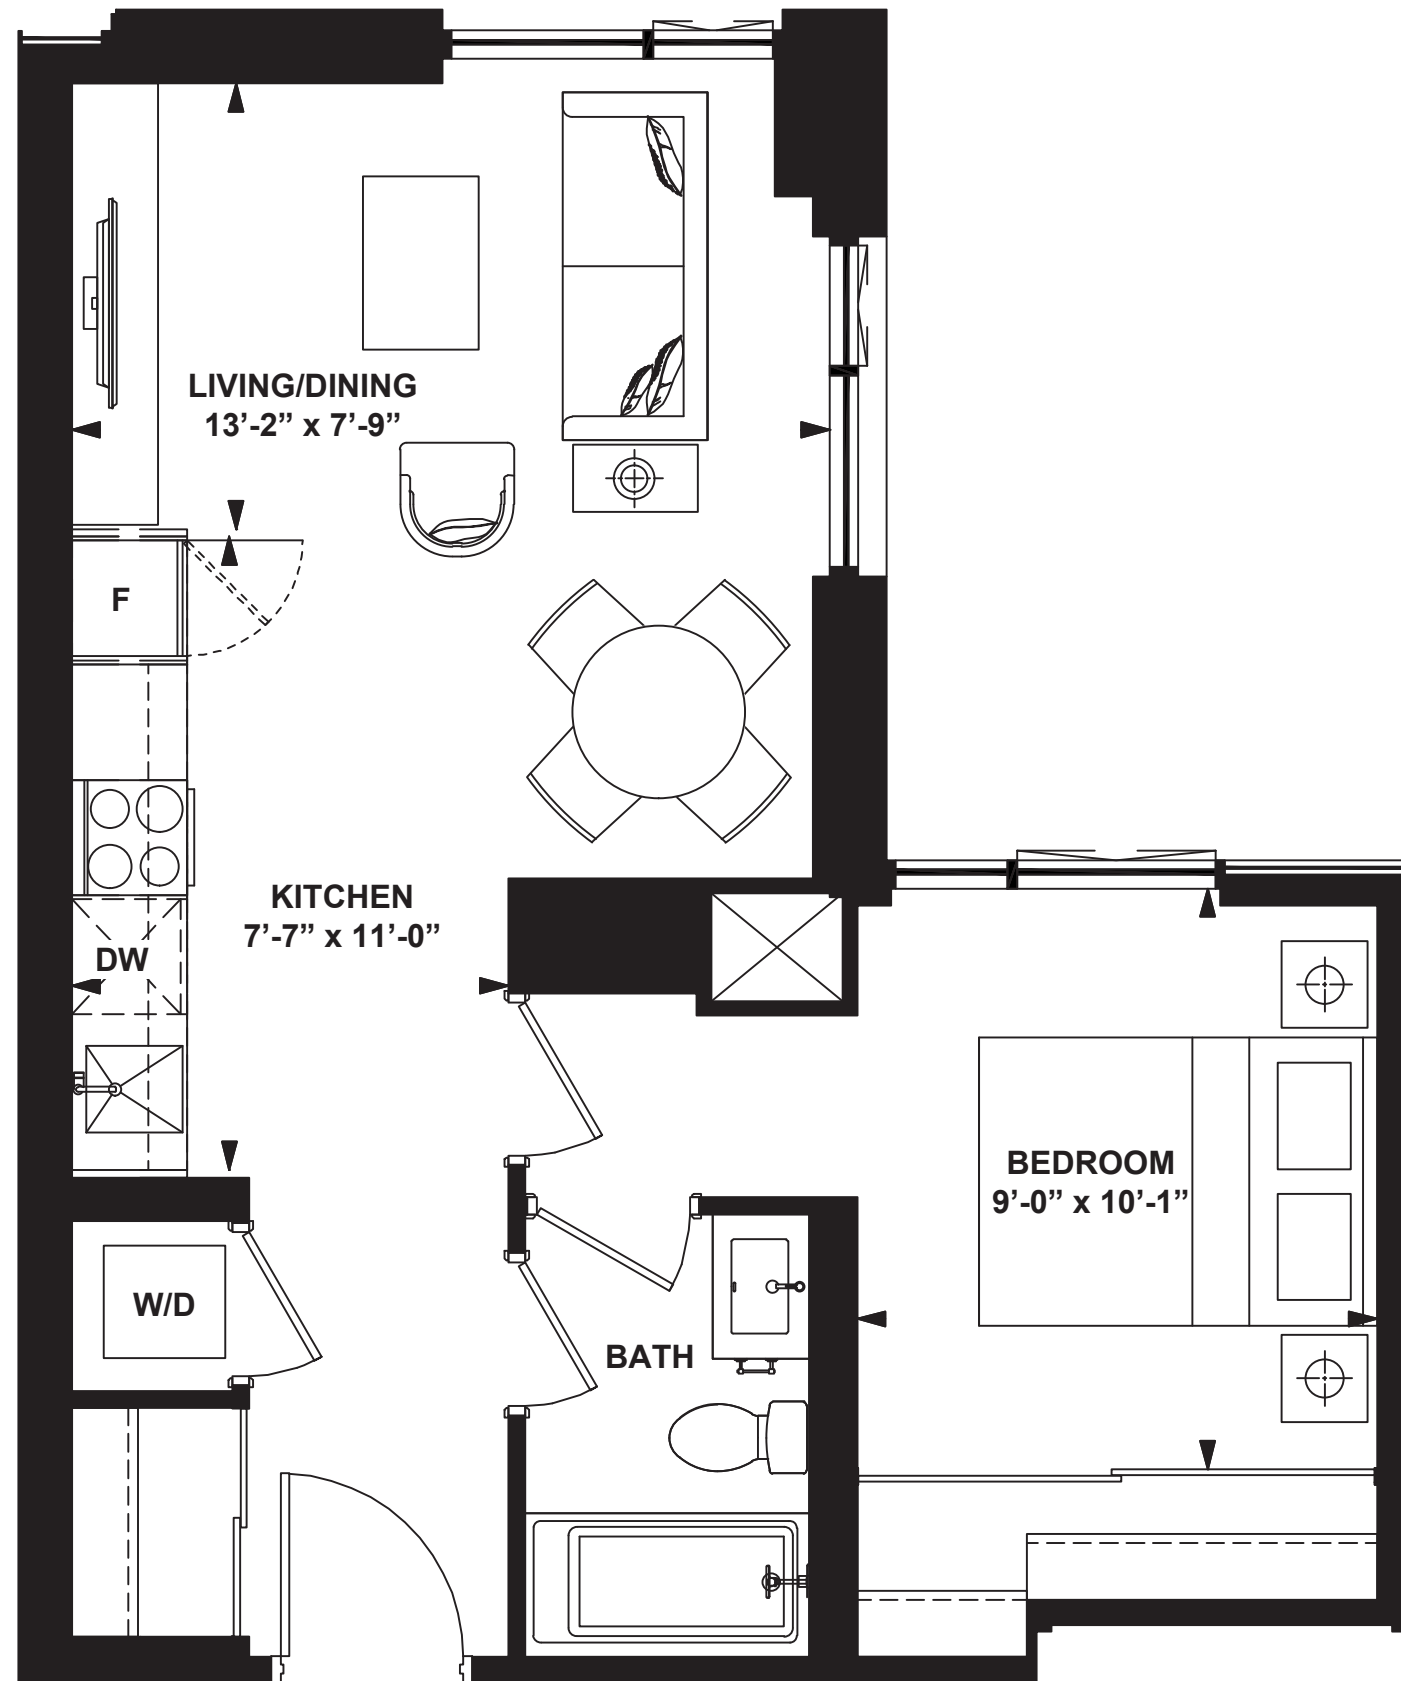 LIVING/DINING
13’-2” x 7’-9”
F
KITCHEN
7’-7” x 11’-0”
DW
BEDROOM
9’-0” x 10’-1”
W/D
BATH